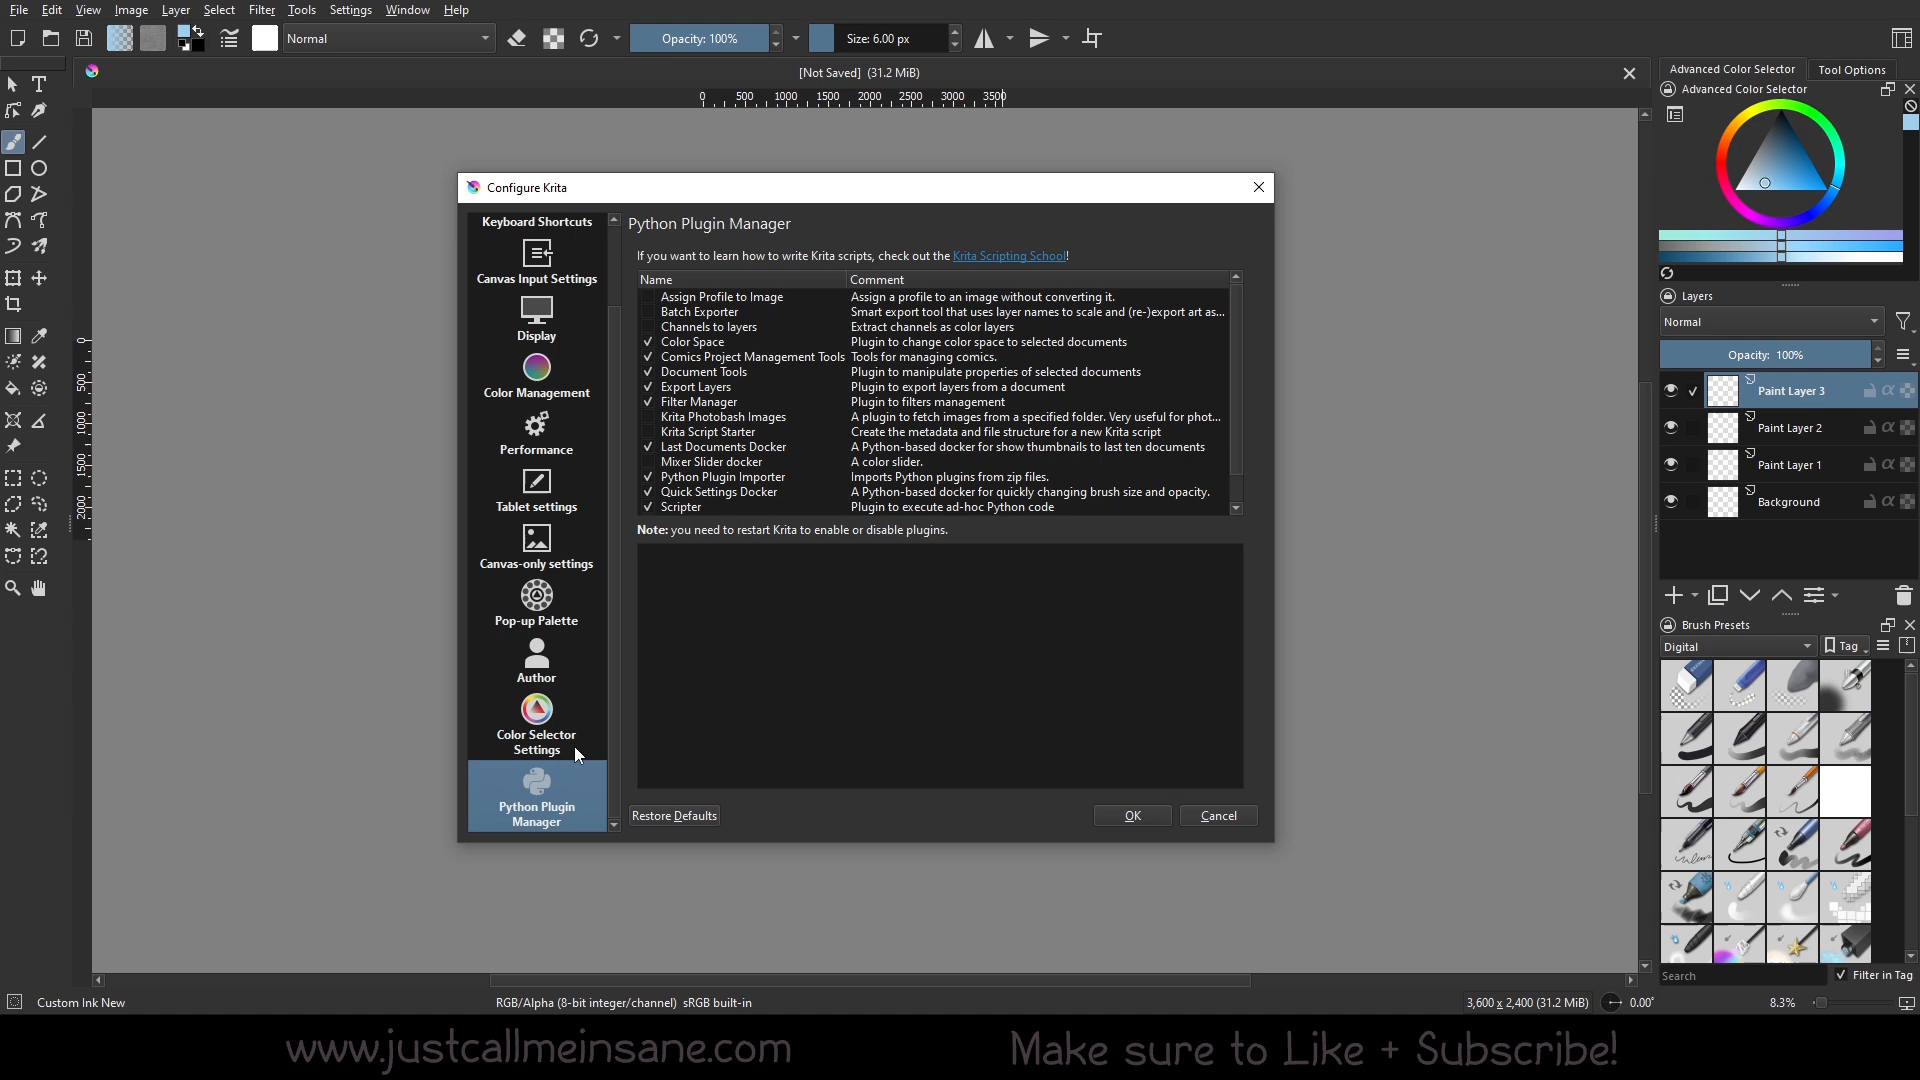 File Edit View Image Layer Select Filter Tools Settings Window Help
Normal Opacity: 100% Size: 6.00 px
[Not Saved] (31.2 MiB)
0 500 1000 1500 2000 2500 3000 3500
0 500 1000 1500 2000
Configure Krita
Keyboard Shortcuts
Canvas Input Settings
Display
Color Management
Performance
Tablet settings
Canvas-only settings
Pop-up Palette
Author
Color Selector
Settings
Python Plugin
Manager
Python Plugin Manager
If you want to learn how to write Krita scripts, check out the Krita Scripting School!
Name Comment
Assign Profile to Image Assign a profile to an image without converting it.
Batch Exporter Smart export tool that uses layer names to scale and (re-)export art as...
Channels to layers Extract channels as color layers
Color Space Plugin to change color space to selected documents
Comics Project Management Tools Tools for managing comics.
Document Tools Plugin to manipulate properties of selected documents
Export Layers Plugin to export layers from a document
Filter Manager Plugin to filters management
Krita Photobash Images A plugin to fetch images from a specified folder. Very useful for phot...
Krita Script Starter Create the metadata and file structure for a new Krita script
Last Documents Docker A Python-based docker for show thumbnails to last ten documents
Mixer Slider docker A color slider.
Python Plugin Importer Imports Python plugins from zip files.
Quick Settings Docker A Python-based docker for quickly changing brush size and opacity.
Scripter Plugin to execute ad-hoc Python code
Note: you need to restart Krita to enable or disable plugins.
Restore Defaults OK Cancel
Advanced Color Selector Tool Options
Advanced Color Selector
Layers
Normal
Opacity: 100%
Paint Layer 3
Paint Layer 2
Paint Layer 1
Background
Brush Presets
Digital Tag
Search Filter in Tag
Custom Ink New RGB/Alpha (8-bit integer/channel) sRGB built-in 3,600 x 2,400 (31.2 MiB) 0.00° 8.3%
www.justcallmeinsane.com Make sure to Like + Subscribe!